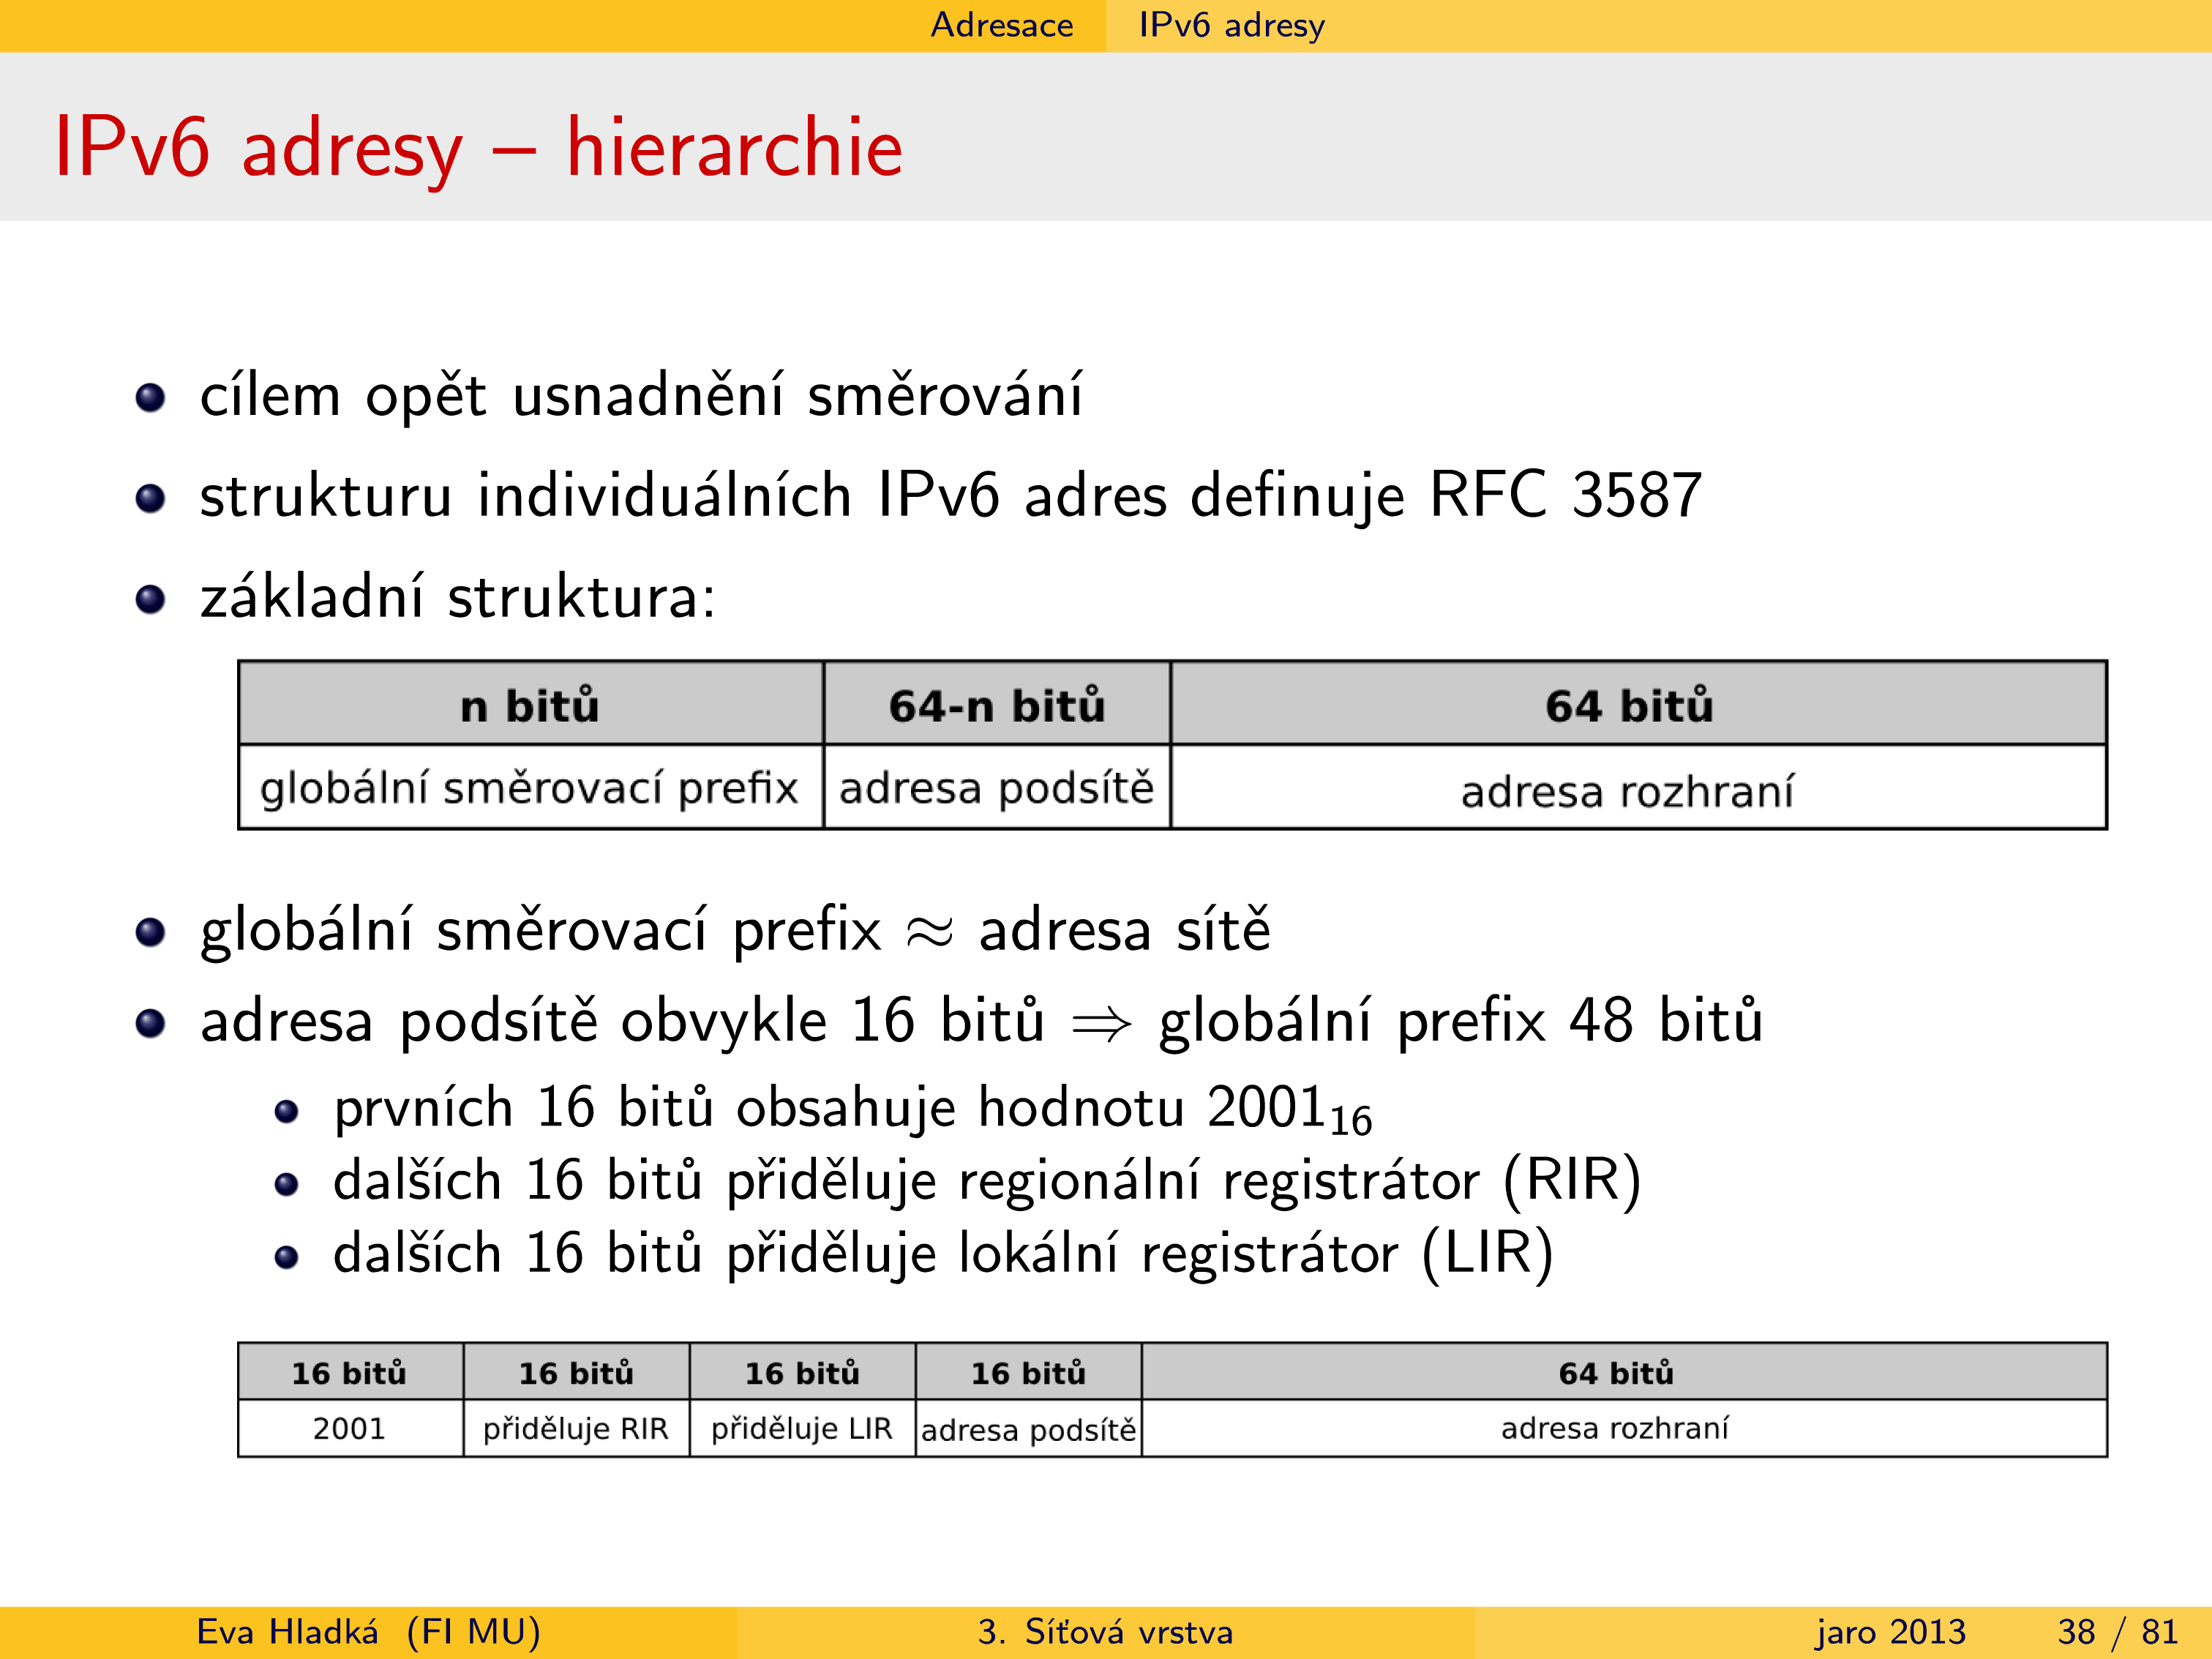 Adresace IPv6 adresy
IPv6 adresy – hierarchie
cílem opět usnadnění směrování
strukturu individuálních IPv6 adres definuje RFC 3587
základní struktura:
n bitů 64-n bitů 64 bitů
globální směrovací prefix adresa podsítě adresa rozhraní
globální směrovací prefix ≈ adresa sítě
adresa podsítě obvykle 16 bitů ⇒ globální prefix 48 bitů
prvních 16 bitů obsahuje hodnotu 2001₁₆
dalších 16 bitů přiděluje regionální registrátor (RIR)
dalších 16 bitů přiděluje lokální registrátor (LIR)
16 bitů 16 bitů 16 bitů 16 bitů 64 bitů
2001 přiděluje RIR přiděluje LIR adresa podsítě adresa rozhraní
Eva Hladká (FI MU) 3. Síťová vrstva jaro 2013 38 / 81